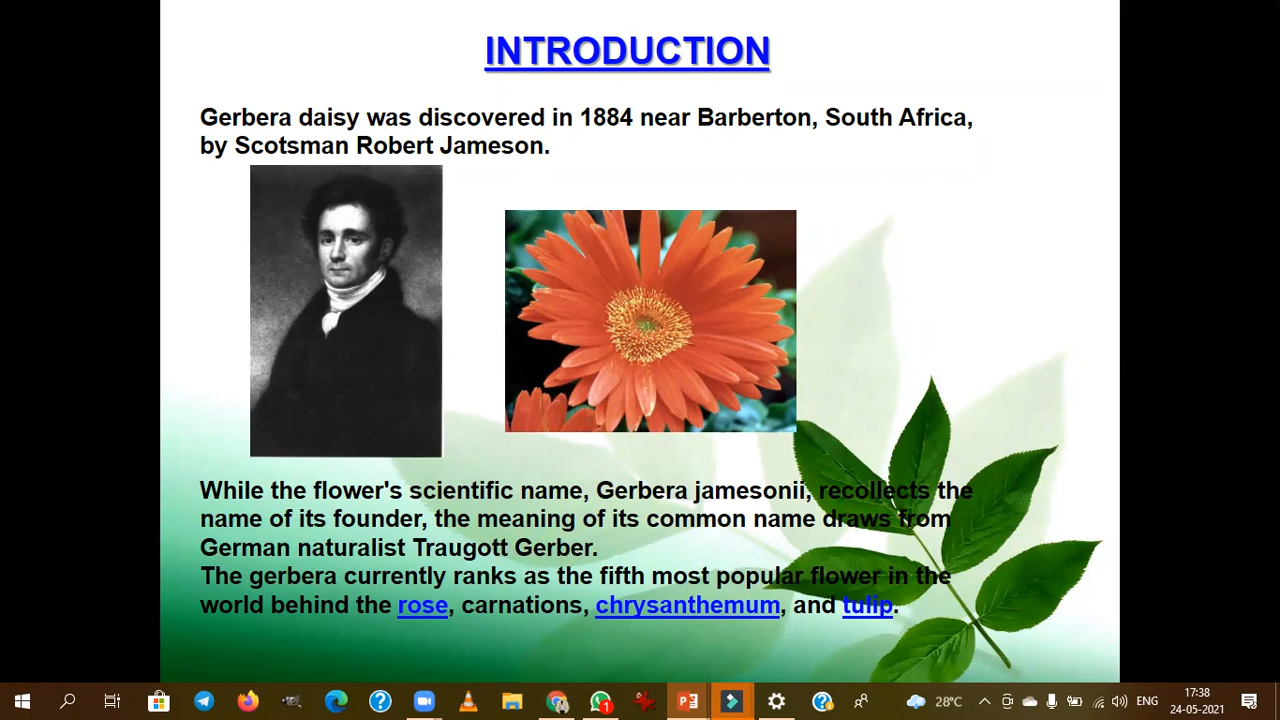 INTRODUCTION
Gerbera daisy was discovered in 1884 near Barberton, South Africa,
by Scotsman Robert Jameson.
While the flower's scientific name, Gerbera jamesonii, recollects the
name of its founder, the meaning of its common name draws from
German naturalist Traugott Gerber.
The gerbera currently ranks as the fifth most popular flower in the
world behind the rose, carnations, chrysanthemum, and tulip.
1
28°C
ENG
17:38
24-05-2021